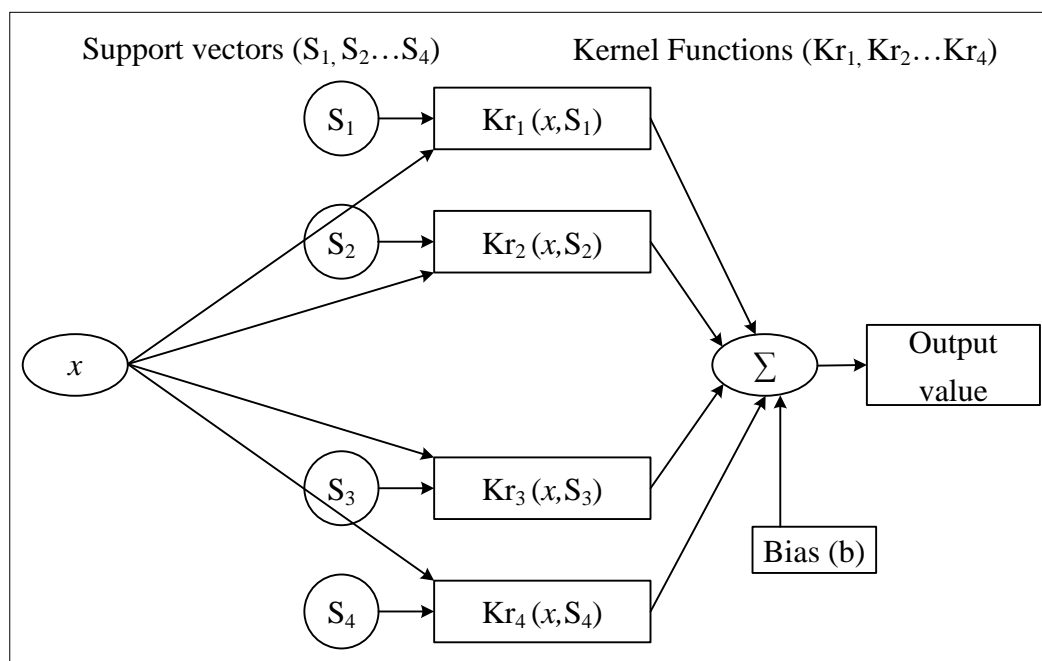 Support vectors (S₁, S₂…S₄)
Kernel Functions (Kr₁, Kr₂…Kr₄)
S₁
Kr₁ (x,S₁)
S₂
Kr₂ (x,S₂)
x
∑
Output
value
S₃
Kr₃ (x,S₃)
Bias (b)
S₄
Kr₄ (x,S₄)